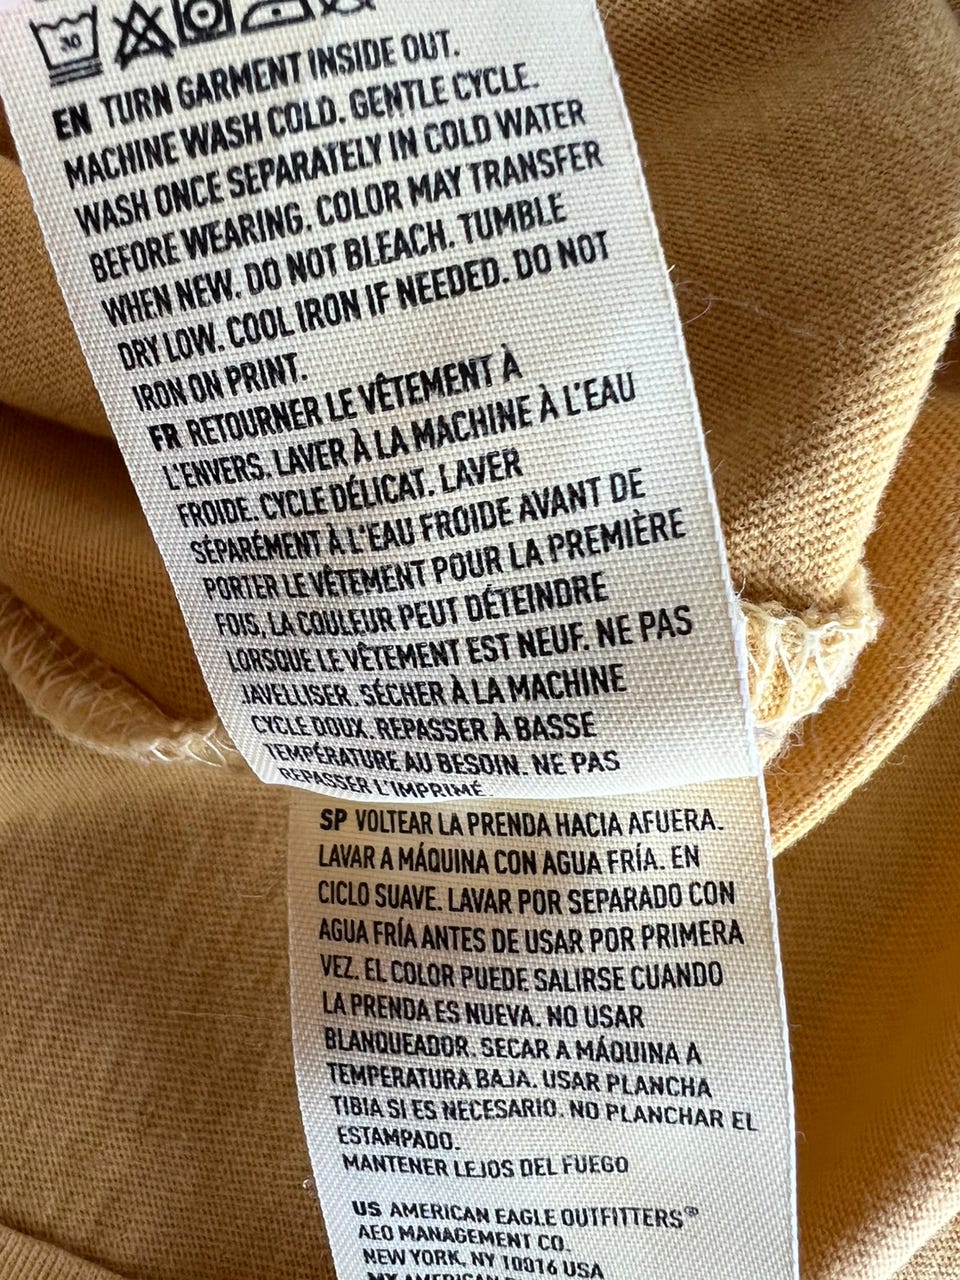 30
EN TURN GARMENT INSIDE OUT.
MACHINE WASH COLD. GENTLE CYCLE.
WASH ONCE SEPARATELY IN COLD WATER
BEFORE WEARING. COLOR MAY TRANSFER
WHEN NEW. DO NOT BLEACH. TUMBLE
DRY LOW. COOL IRON IF NEEDED. DO NOT
IRON ON PRINT.
FR RETOURNER LE VÊTEMENT À
L'ENVERS. LAVER À LA MACHINE À L'EAU
FROIDE. CYCLE DÉLICAT. LAVER
SÉPARÉMENT À L'EAU FROIDE AVANT DE
PORTER LE VÊTEMENT POUR LA PREMIÈRE
FOIS, LA COULEUR PEUT DÉTEINDRE
LORSQUE LE VÊTEMENT EST NEUF. NE PAS
JAVELLISER. SÉCHER À LA MACHINE
CYCLE DOUX. REPASSER À BASSE
TEMPÉRATURE AU BESOIN. NE PAS
REPASSER L'IMPRIMÉ.
SP VOLTEAR LA PRENDA HACIA AFUERA.
LAVAR A MÁQUINA CON AGUA FRÍA. EN
CICLO SUAVE. LAVAR POR SEPARADO CON
AGUA FRÍA ANTES DE USAR POR PRIMERA
VEZ. EL COLOR PUEDE SALIRSE CUANDO
LA PRENDA ES NUEVA. NO USAR
BLANQUEADOR. SECAR A MÁQUINA A
TEMPERATURA BAJA. USAR PLANCHA
TIBIA SI ES NECESARIO. NO PLANCHAR EL
ESTAMPADO.
MANTENER LEJOS DEL FUEGO
US AMERICAN EAGLE OUTFITTERS®
AEO MANAGEMENT CO.
NEW YORK, NY 10016 USA